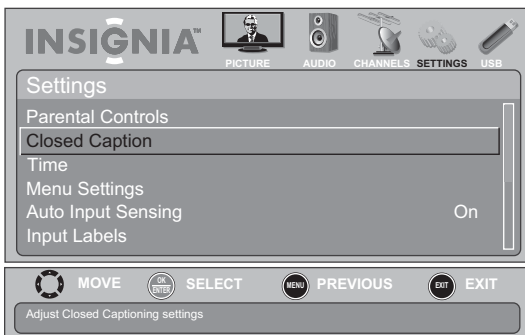 INSIGNIA™
PICTURE AUDIO CHANNELS SETTINGS USB
Settings
Parental Controls
Closed Caption
Time
Menu Settings
Auto Input Sensing On
Input Labels
MOVE OK ENTER SELECT MENU PREVIOUS EXIT EXIT
Adjust Closed Captioning settings